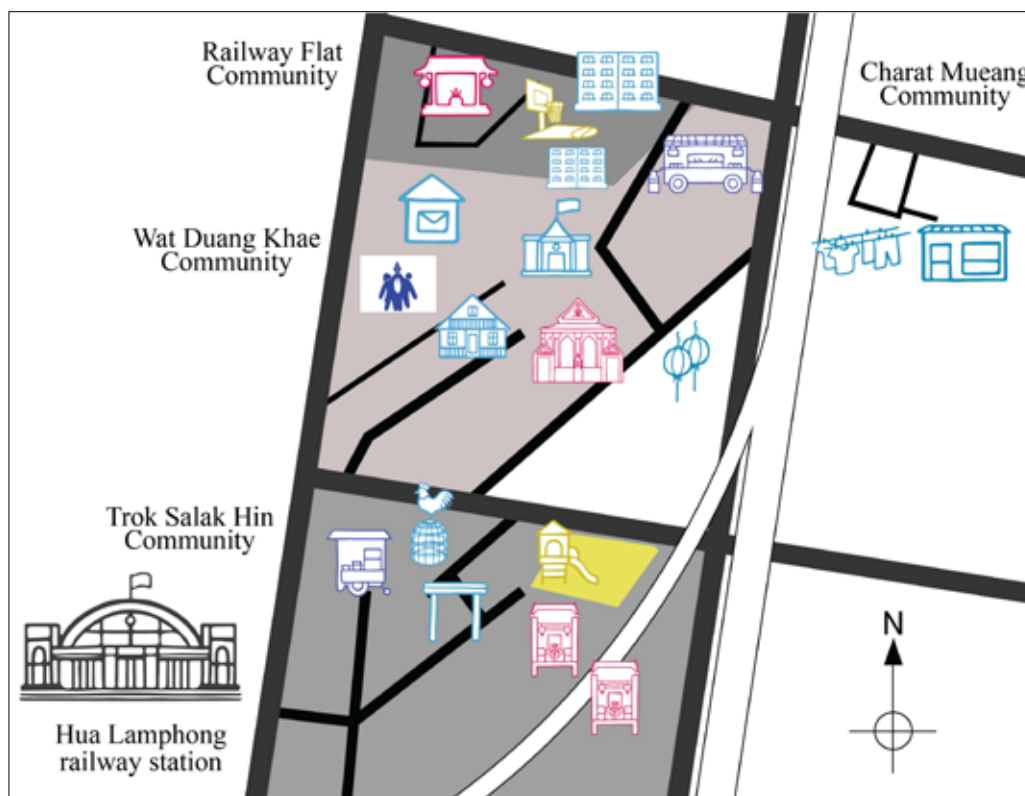 Railway Flat
Community
Charat Mueang
Community
Wat Duang Khae
Community
Trok Salak Hin
Community
Hua Lamphong
railway station
N